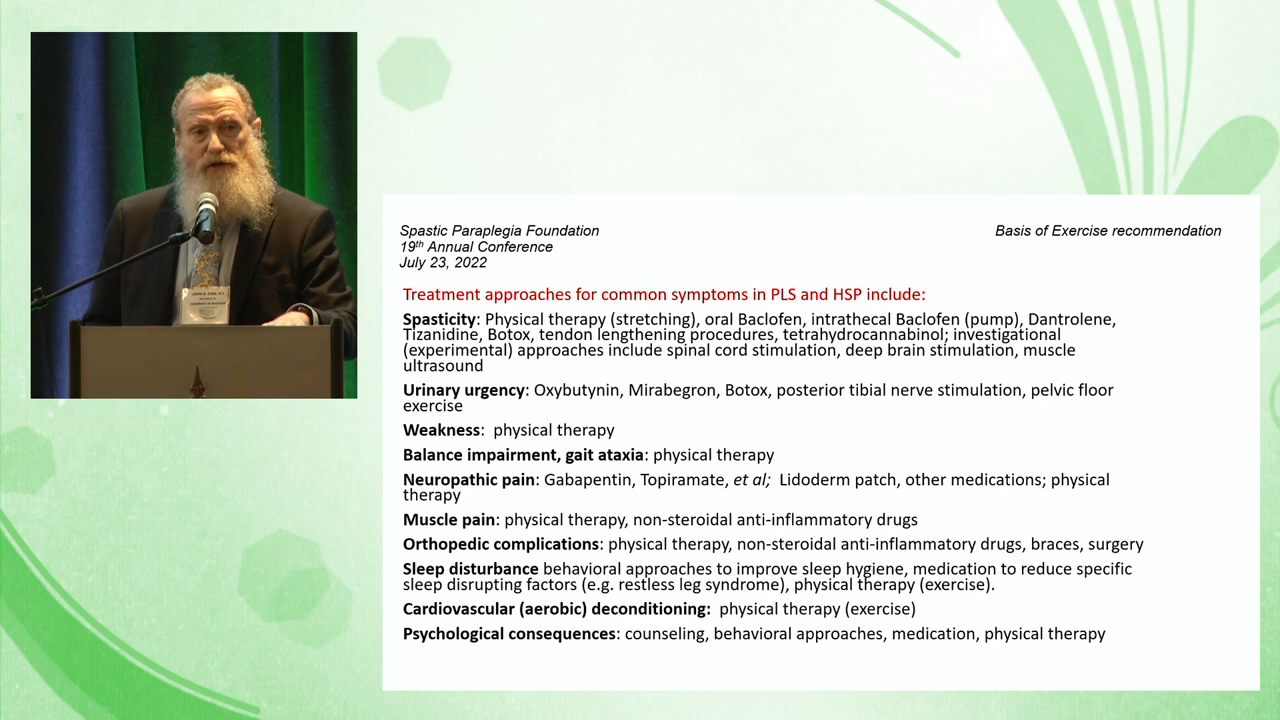 Spastic Paraplegia Foundation
19th Annual Conference
July 23, 2022
Basis of Exercise recommendation
Treatment approaches for common symptoms in PLS and HSP include:
Spasticity: Physical therapy (stretching), oral Baclofen, intrathecal Baclofen (pump), Dantrolene,
Tizanidine, Botox, tendon lengthening procedures, tetrahydrocannabinol; investigational
(experimental) approaches include spinal cord stimulation, deep brain stimulation, muscle
ultrasound
Urinary urgency: Oxybutynin, Mirabegron, Botox, posterior tibial nerve stimulation, pelvic floor
exercise
Weakness:  physical therapy
Balance impairment, gait ataxia: physical therapy
Neuropathic pain: Gabapentin, Topiramate, et al;  Lidoderm patch, other medications; physical
therapy
Muscle pain: physical therapy, non-steroidal anti-inflammatory drugs
Orthopedic complications: physical therapy, non-steroidal anti-inflammatory drugs, braces, surgery
Sleep disturbance behavioral approaches to improve sleep hygiene, medication to reduce specific
sleep disrupting factors (e.g. restless leg syndrome), physical therapy (exercise).
Cardiovascular (aerobic) deconditioning:  physical therapy (exercise)
Psychological consequences: counseling, behavioral approaches, medication, physical therapy